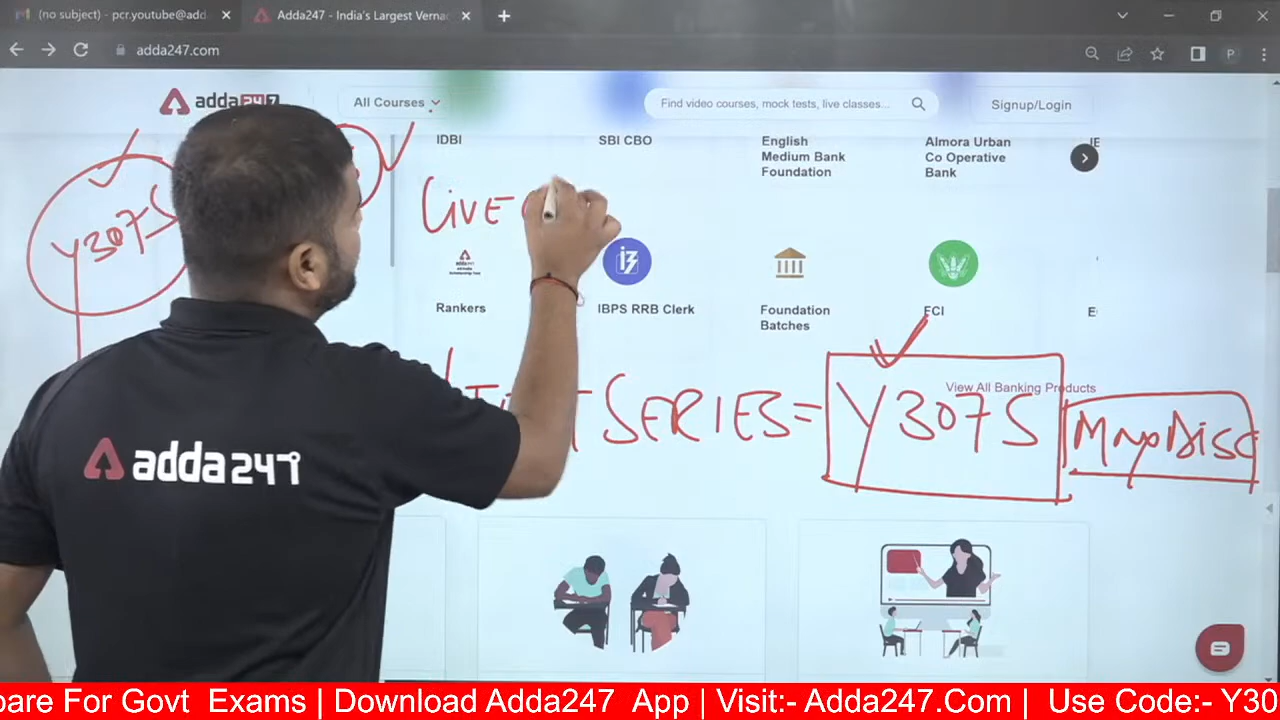 (no subject) - pcr.youtube@add
Adda247 - India's Largest Vernac
adda247.com
P
adda247
All Courses
Find video courses, mock tests, live classes...
Signup/Login
IDBI
SBI CBO
English
Medium Bank
Foundation
Almora Urban
Co Operative
Bank
Y307S
LIVE
Rankers
IBPS RRB Clerk
Foundation
Batches
FCI
View All Banking Products
SERIES = Y307S
adda247
pare For Govt Exams | Download Adda247 App | Visit:- Adda247.Com | Use Code:- Y30